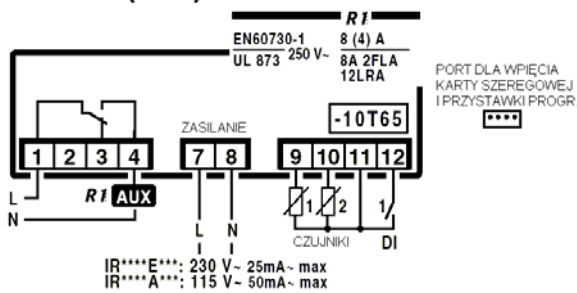 R1
EN60730-1
UL 873
250 V~
8 (4) A
8A 2FLA
12LRA
PORT DLA WPIĘCIA
KARTY SZEREGOWEJ
I PRZYSTAWKI PROGR.
-10T65
ZASILANIE
1 2 3 4
7 8
9 10 11 12
L
N
R1 AUX
L N
1 2 1
CZUJNIKI
DI
IR****E***: 230 V~ 25mA~ max
IR****A***: 115 V~ 50mA~ max